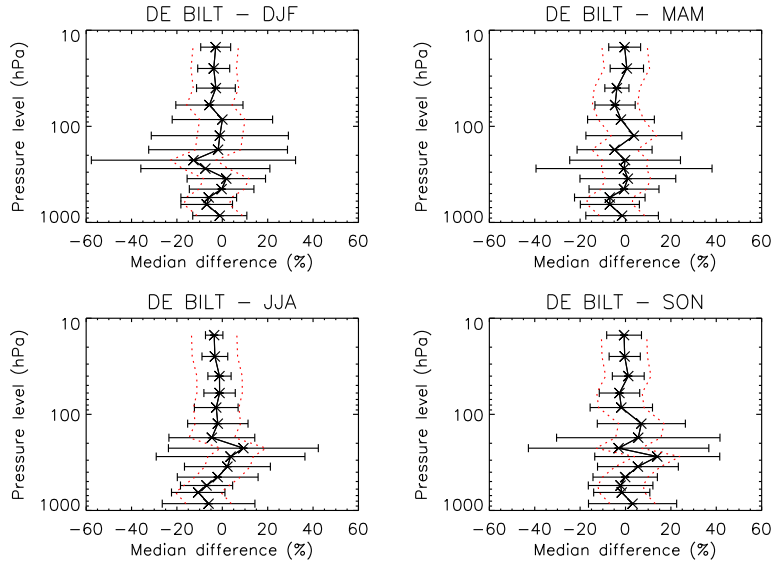 DE BILT – DJF
Pressure level (hPa)
10
100
1000
−60 −40 −20 0 20 40 60
Median difference (%)
DE BILT – MAM
Pressure level (hPa)
10
100
1000
−60 −40 −20 0 20 40 60
Median difference (%)
DE BILT – JJA
Pressure level (hPa)
10
100
1000
−60 −40 −20 0 20 40 60
Median difference (%)
DE BILT – SON
Pressure level (hPa)
10
100
1000
−60 −40 −20 0 20 40 60
Median difference (%)